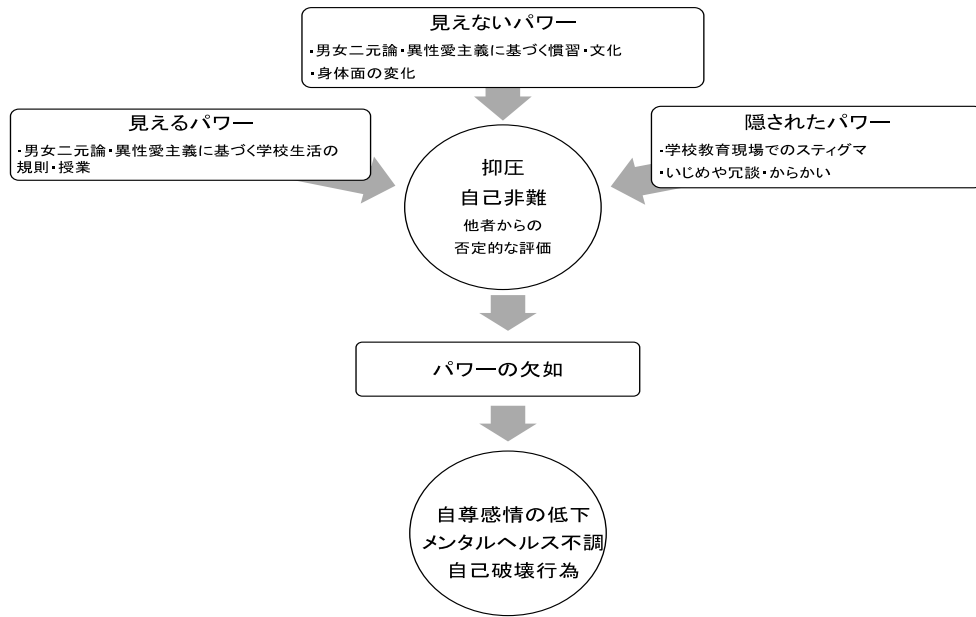 見えないパワー
・男女二元論・異性愛主義に基づく慣習・文化
・身体面の変化
見えるパワー
・男女二元論・異性愛主義に基づく学校生活の
規則・授業
隠されたパワー
・学校教育現場でのスティグマ
・いじめや冗談・からかい
抑圧
自己非難
他者からの
否定的な評価
パワーの欠如
自尊感情の低下
メンタルヘルス不調
自己破壊行為